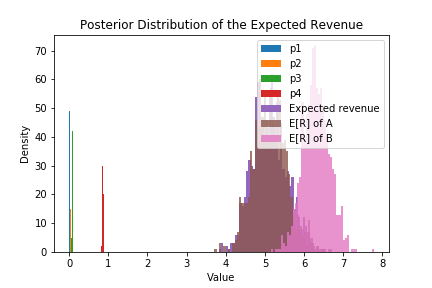 Posterior Distribution of the Expected Revenue
70
60
50
40
30
20
10
0
Density
p1
p2
p3
p4
Expected revenue
E[R] of A
E[R] of B
0 1 2 3 4 5 6 7 8
Value